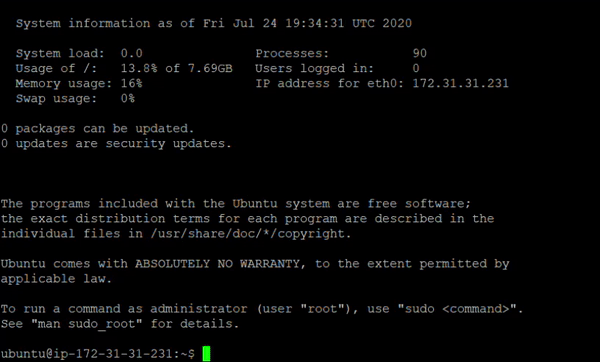 System information as of Fri Jul 24 19:34:31 UTC 2020
System load: 0.0 Processes: 90
Usage of /: 13.8% of 7.69GB Users logged in: 0
Memory usage: 16% IP address for eth0: 172.31.31.231
Swap usage: 0%
0 packages can be updated.
0 updates are security updates.
The programs included with the Ubuntu system are free software;
the exact distribution terms for each program are described in the
individual files in /usr/share/doc/*/copyright.
Ubuntu comes with ABSOLUTELY NO WARRANTY, to the extent permitted by
applicable law.
To run a command as administrator (user "root"), use "sudo <command>".
See "man sudo_root" for details.
ubuntu@ip-172-31-31-231:~$